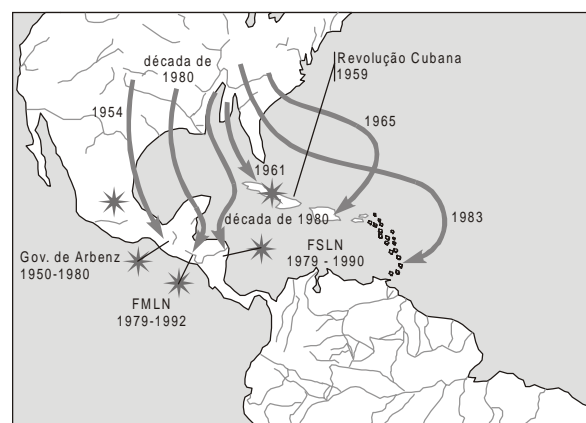 década de
1980
Revolução Cubana
1959
1954
1965
1961
década de 1980
1983
Gov. de Arbenz
1950-1980
FSLN
1979 - 1990
FMLN
1979-1992